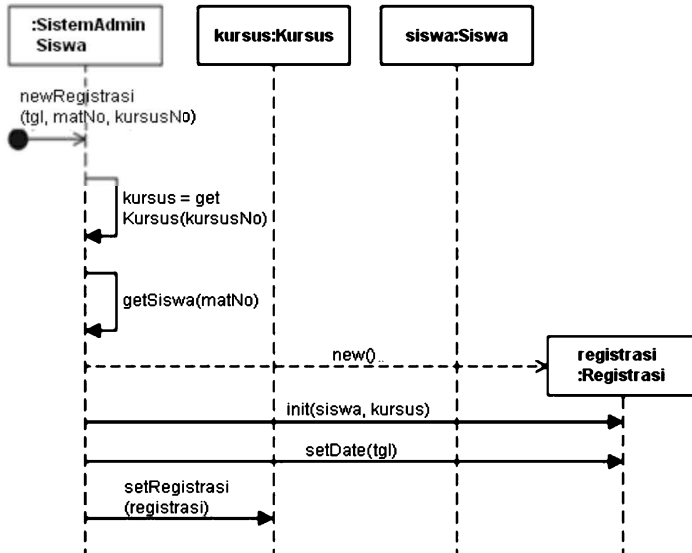 :SistemAdmin
Siswa
kursus:Kursus
siswa:Siswa
newRegistrasi
(tgl, matNo, kursusNo)
kursus = get
Kursus(kursusNo)
getSiswa(matNo)
new()
registrasi
:Registrasi
init(siswa, kursus)
setDate(tgl)
setRegistrasi
(registrasi)